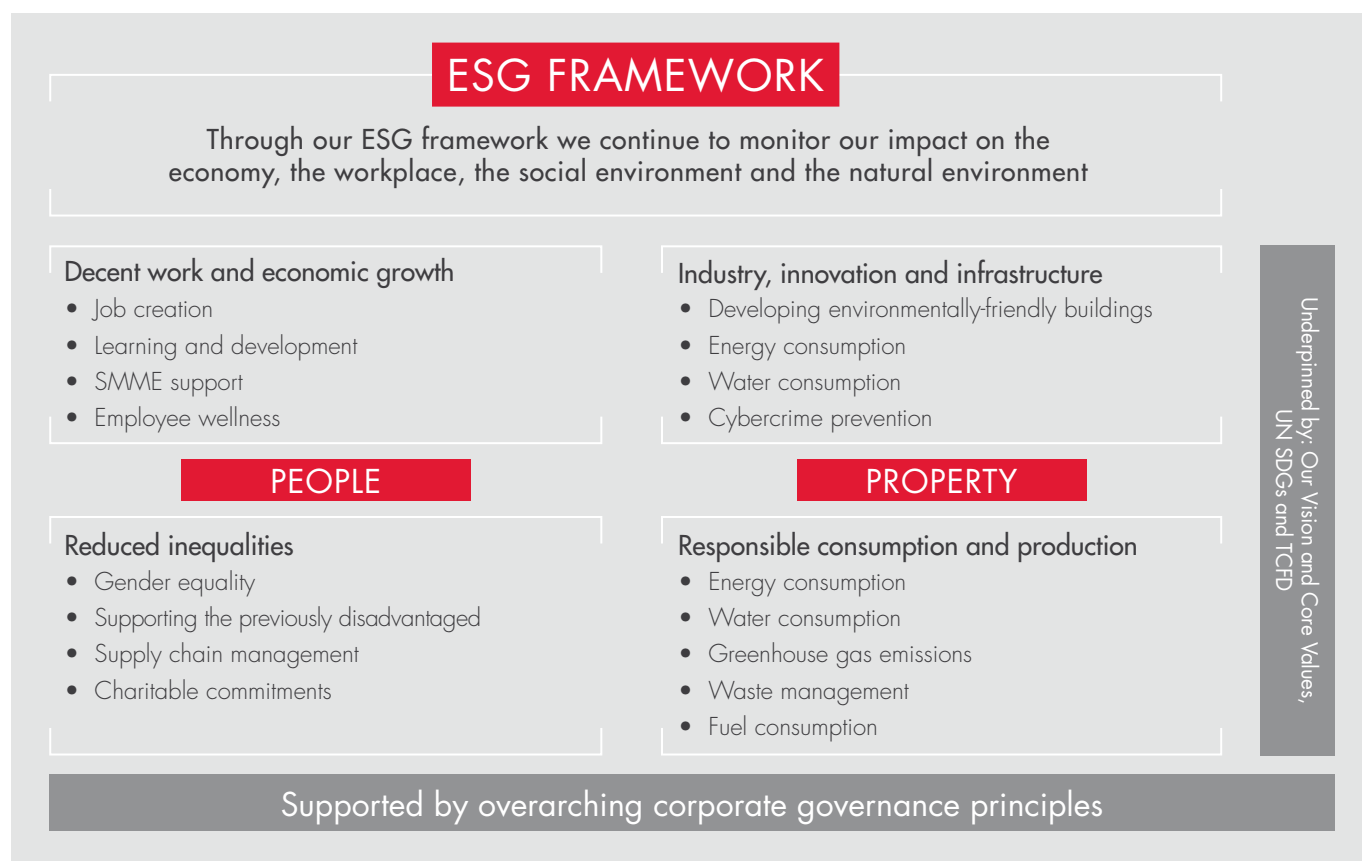 ESG FRAMEWORK
Through our ESG framework we continue to monitor our impact on the
economy, the workplace, the social environment and the natural environment
Decent work and economic growth
• Job creation
• Learning and development
• SMME support
• Employee wellness
PEOPLE
Reduced inequalities
• Gender equality
• Supporting the previously disadvantaged
• Supply chain management
• Charitable commitments
Industry, innovation and infrastructure
• Developing environmentally-friendly buildings
• Energy consumption
• Water consumption
• Cybercrime prevention
PROPERTY
Responsible consumption and production
• Energy consumption
• Water consumption
• Greenhouse gas emissions
• Waste management
• Fuel consumption
Underpinned by: Our Vision and Core Values,
UN SDGs and TCFD
Supported by overarching corporate governance principles